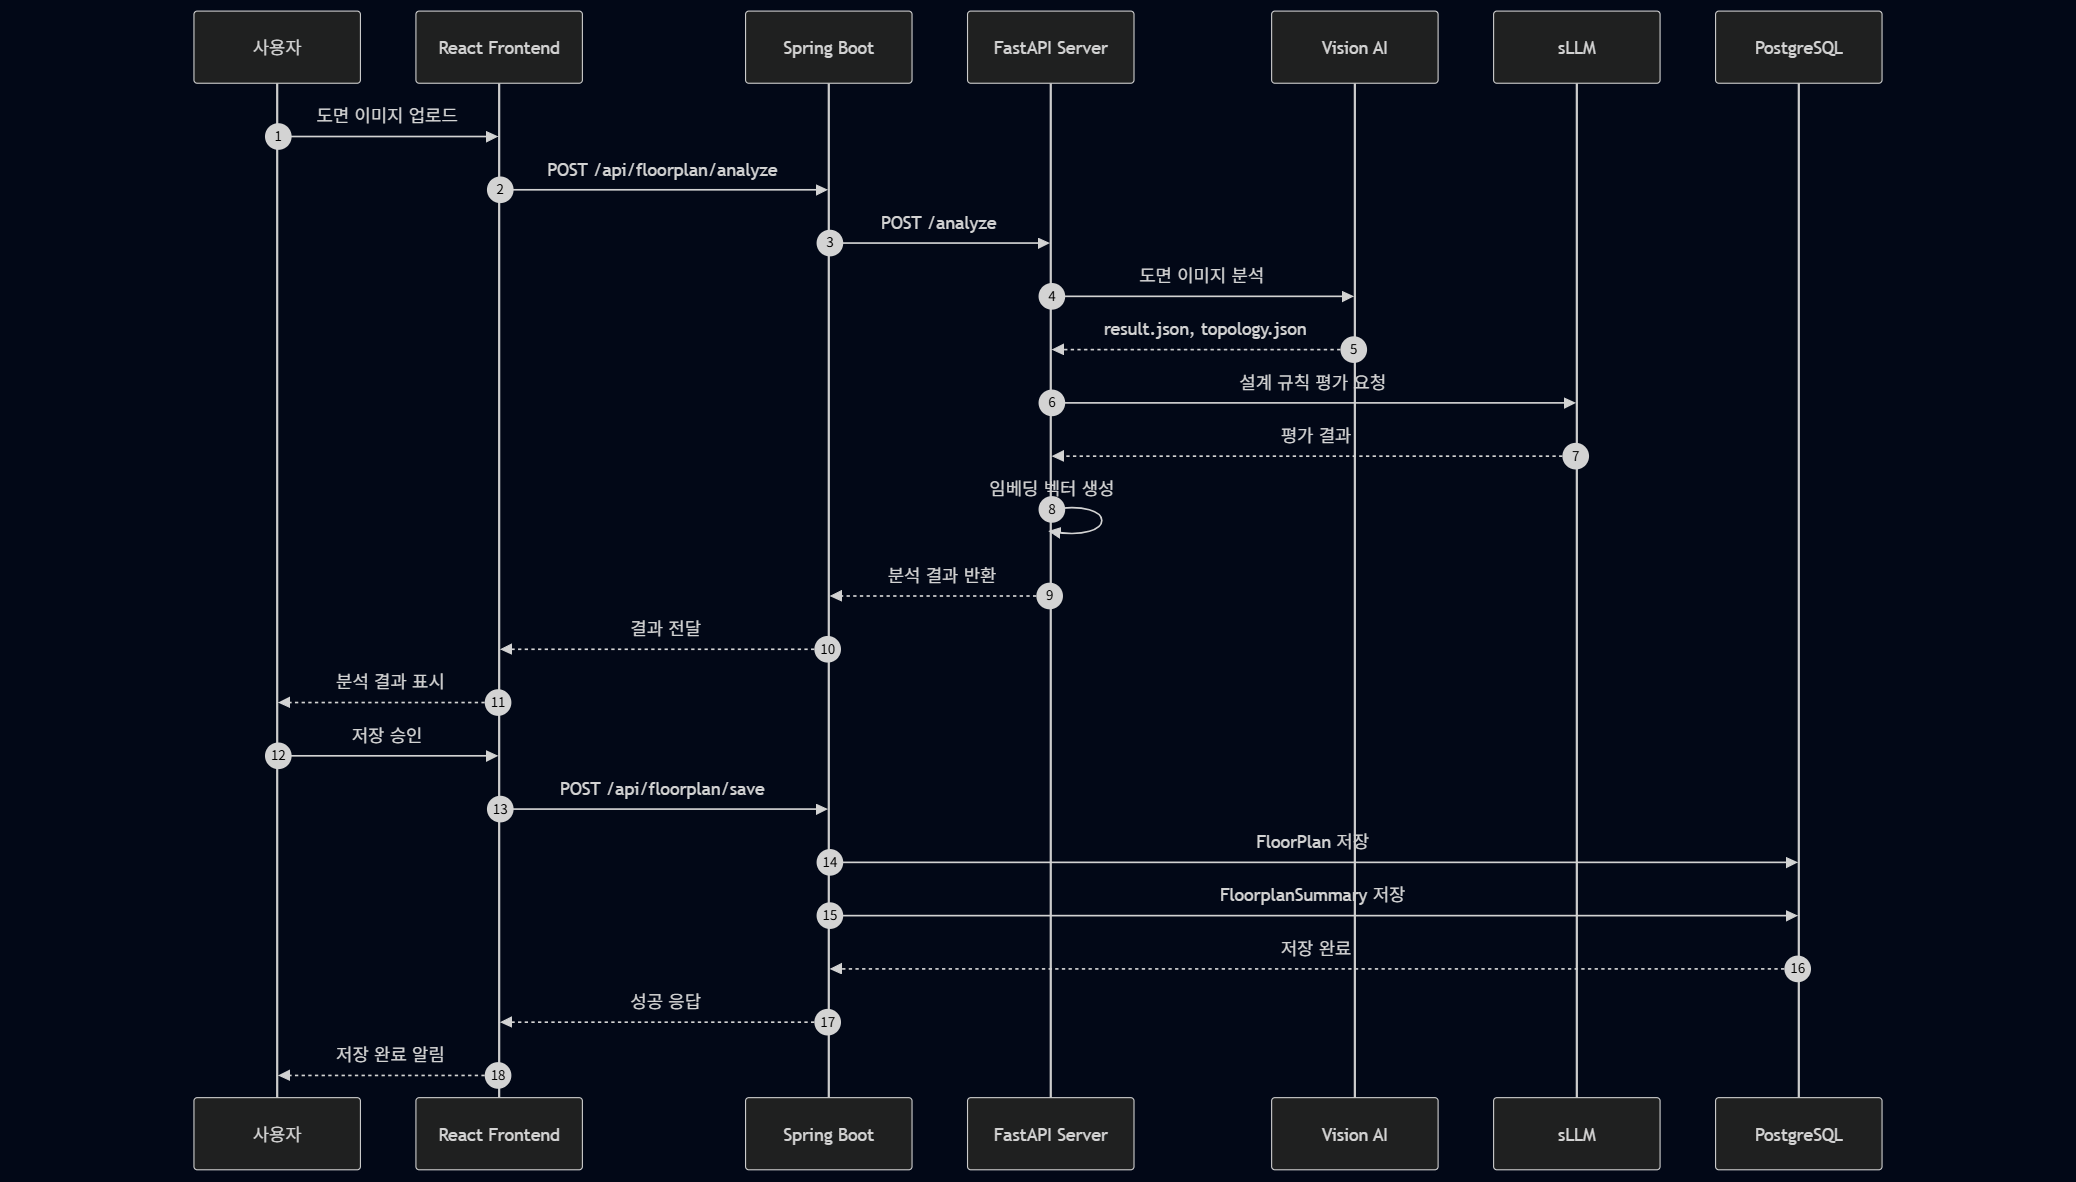 사용자
React Frontend
Spring Boot
FastAPI Server
Vision AI
sLLM
PostgreSQL
도면 이미지 업로드
1
POST /api/floorplan/analyze
2
POST /analyze
3
도면 이미지 분석
4
result.json, topology.json
5
설계 규칙 평가 요청
6
평가 결과
7
임베딩 벡터 생성
8
분석 결과 반환
9
결과 전달
10
분석 결과 표시
11
저장 승인
12
POST /api/floorplan/save
13
FloorPlan 저장
14
FloorplanSummary 저장
15
저장 완료
16
성공 응답
17
저장 완료 알림
18
사용자
React Frontend
Spring Boot
FastAPI Server
Vision AI
sLLM
PostgreSQL